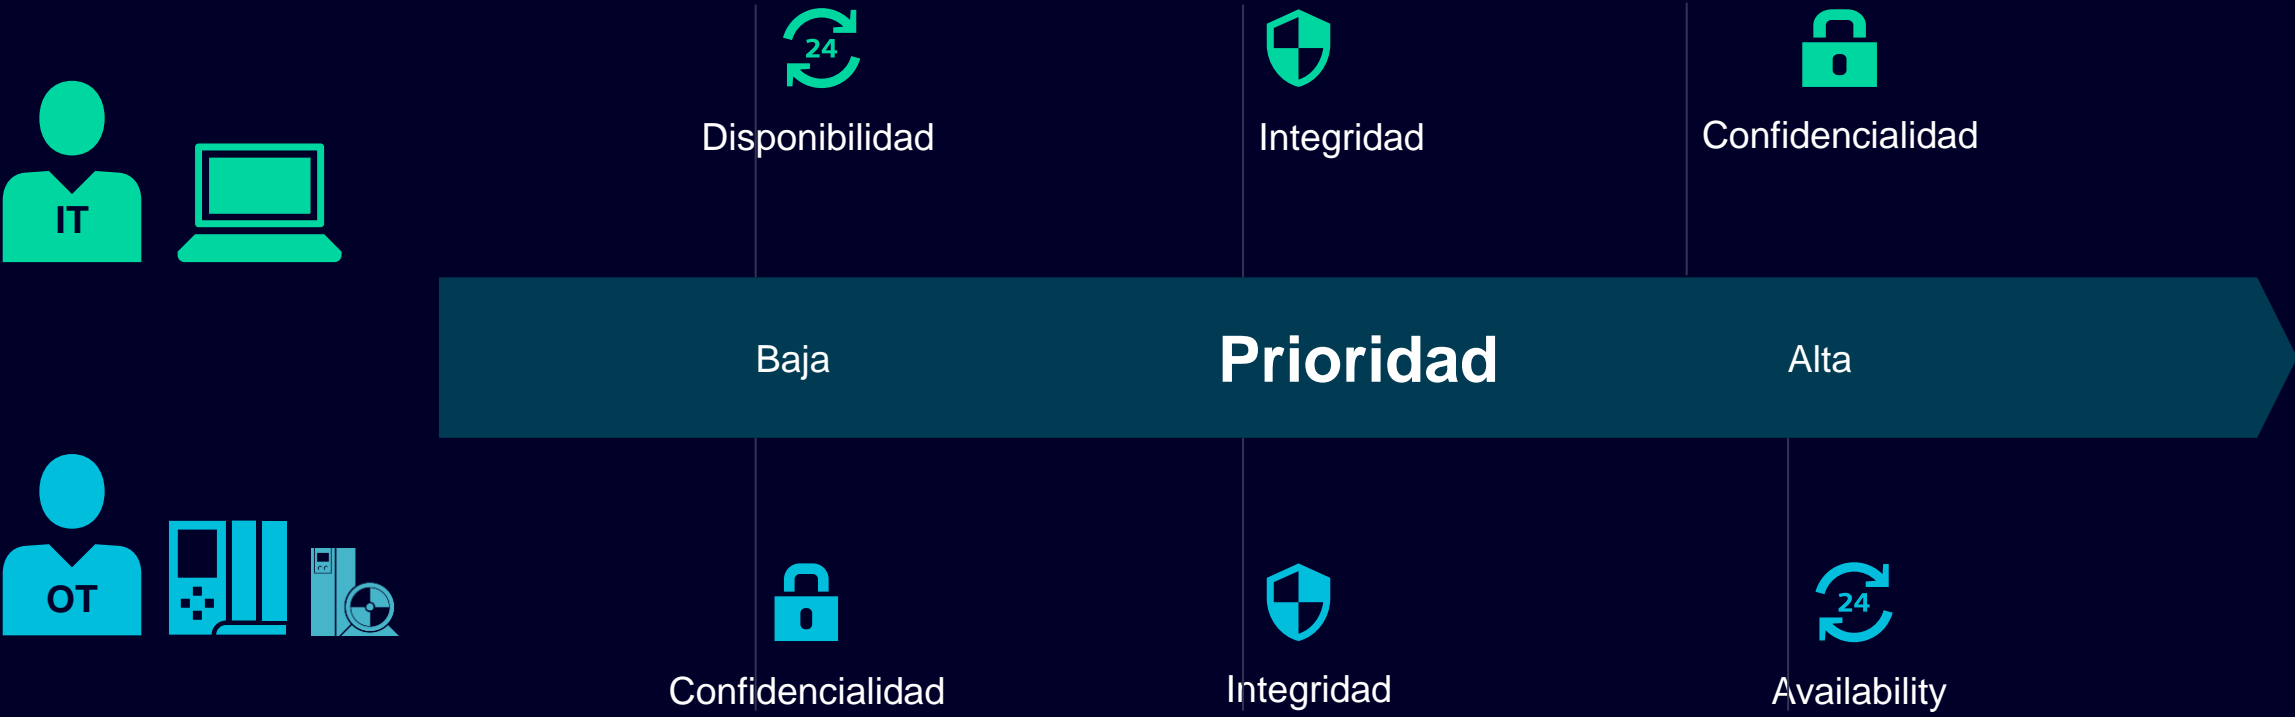 24
Disponibilidad
Integridad
Confidencialidad
IT
Baja
Prioridad
Alta
OT
24
Confidencialidad
Integridad
Availability